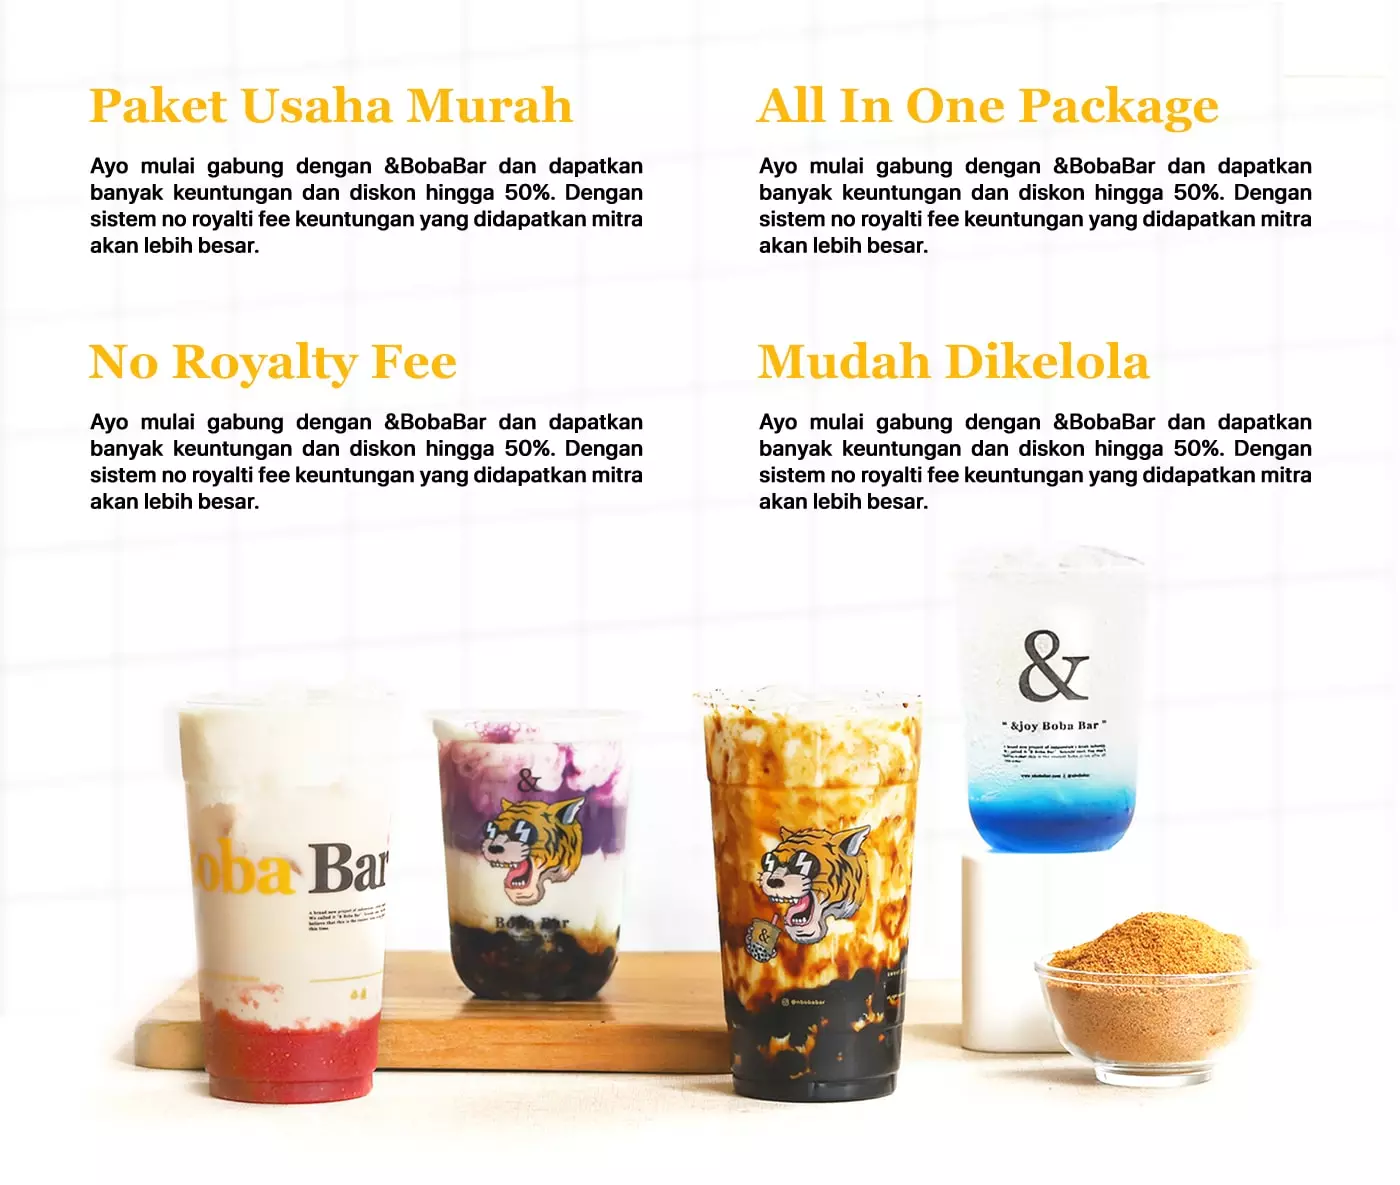 Paket Usaha Murah
Ayo mulai gabung dengan &BobaBar dan dapatkan
banyak keuntungan dan diskon hingga 50%. Dengan
sistem no royalti fee keuntungan yang didapatkan mitra
akan lebih besar.
All In One Package
Ayo mulai gabung dengan &BobaBar dan dapatkan
banyak keuntungan dan diskon hingga 50%. Dengan
sistem no royalti fee keuntungan yang didapatkan mitra
akan lebih besar.
No Royalty Fee
Ayo mulai gabung dengan &BobaBar dan dapatkan
banyak keuntungan dan diskon hingga 50%. Dengan
sistem no royalti fee keuntungan yang didapatkan mitra
akan lebih besar.
Mudah Dikelola
Ayo mulai gabung dengan &BobaBar dan dapatkan
banyak keuntungan dan diskon hingga 50%. Dengan
sistem no royalti fee keuntungan yang didapatkan mitra
akan lebih besar.
oba Bar
&
Boba Bar
&
@nbobabar
&
" &joy Boba Bar "